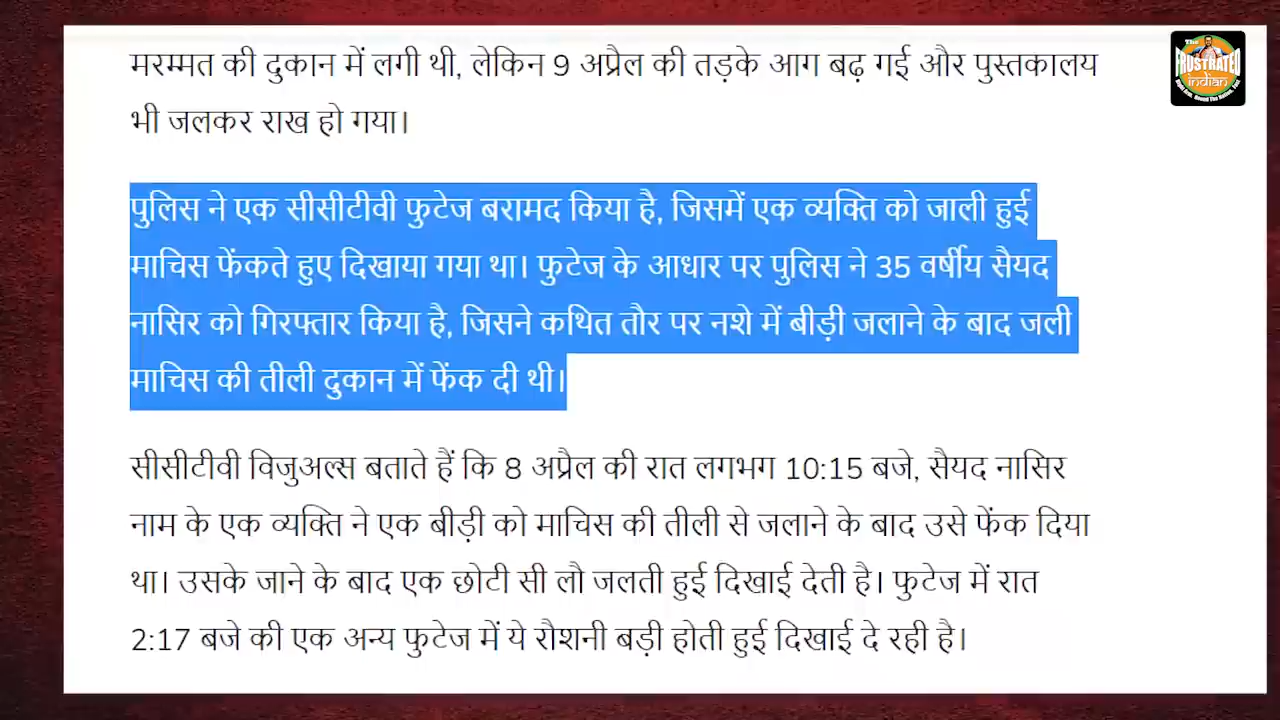 मरम्मत की दुकान में लगी थी, लेकिन 9 अप्रैल की तड़के आग बढ़ गई और पुस्तकालय
भी जलकर राख हो गया।
पुलिस ने एक सीसीटीवी फुटेज बरामद किया है, जिसमें एक व्यक्ति को जाली हुई
माचिस फेंकते हुए दिखाया गया था। फुटेज के आधार पर पुलिस ने 35 वर्षीय सैयद
नासिर को गिरफ्तार किया है, जिसने कथित तौर पर नशे में बीड़ी जलाने के बाद जली
माचिस की तीली दुकान में फेंक दी थी।
सीसीटीवी विजुअल्स बताते हैं कि 8 अप्रैल की रात लगभग 10:15 बजे, सैयद नासिर
नाम के एक व्यक्ति ने एक बीड़ी को माचिस की तीली से जलाने के बाद उसे फेंक दिया
था। उसके जाने के बाद एक छोटी सी लौ जलती हुई दिखाई देती है। फुटेज में रात
2:17 बजे की एक अन्य फुटेज में ये रौशनी बड़ी होती हुई दिखाई दे रही है।
The
FRUSTRATED
indian